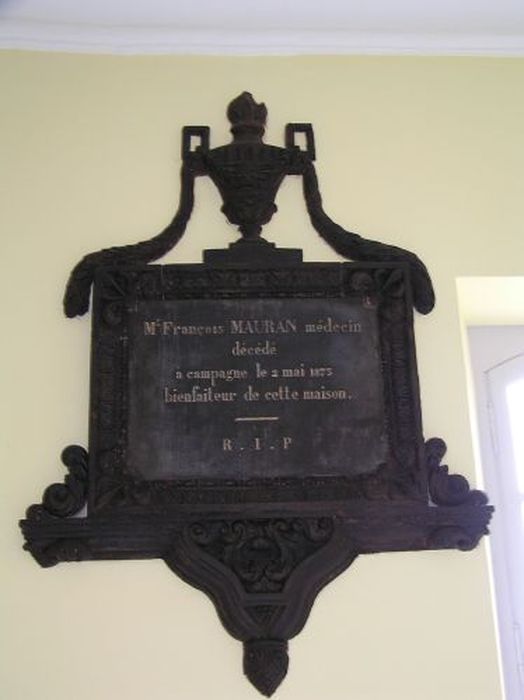 Mr François MAURAN médecin
décédé
a campagne le 2 mai 1873
bienfaiteur de cette maison.
R . I . P